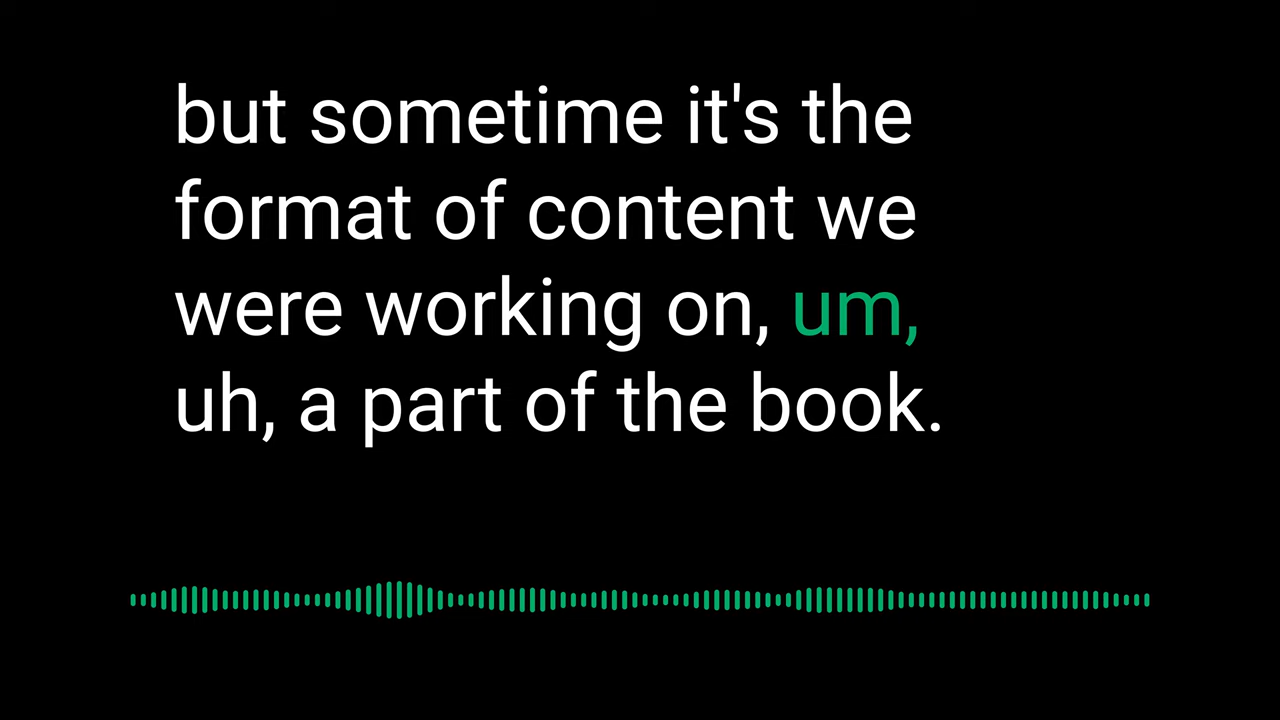 but sometime it's the
format of content we
were working on, um,
uh, a part of the book.